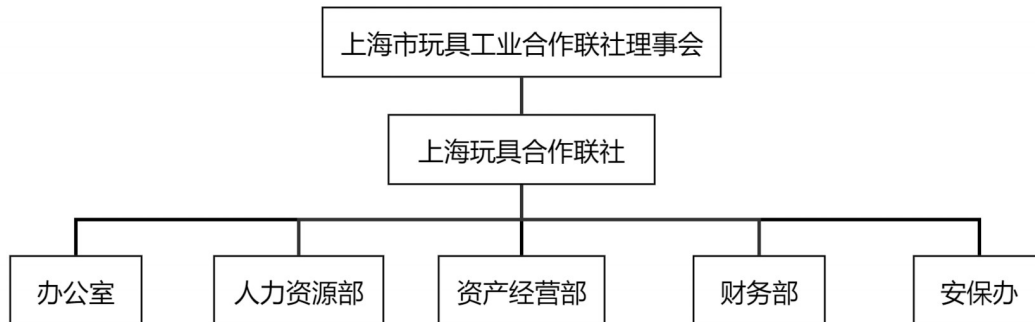 上海市玩具工业合作联社理事会
上海玩具合作联社
办公室
人力资源部
资产经营部
财务部
安保办